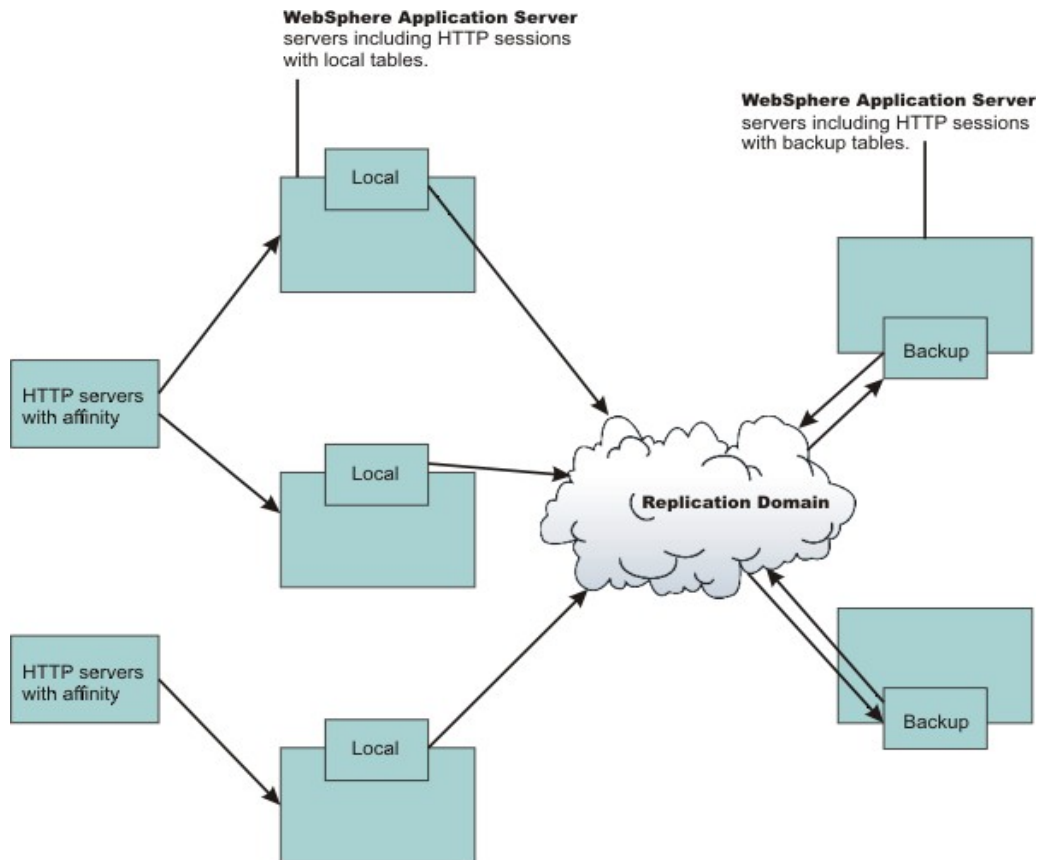 WebSphere Application Server
servers including HTTP sessions
with local tables.
WebSphere Application Server
servers including HTTP sessions
with backup tables.
Local
Backup
HTTP servers
with affinity
Local
Replication Domain
HTTP servers
with affinity
Local
Backup